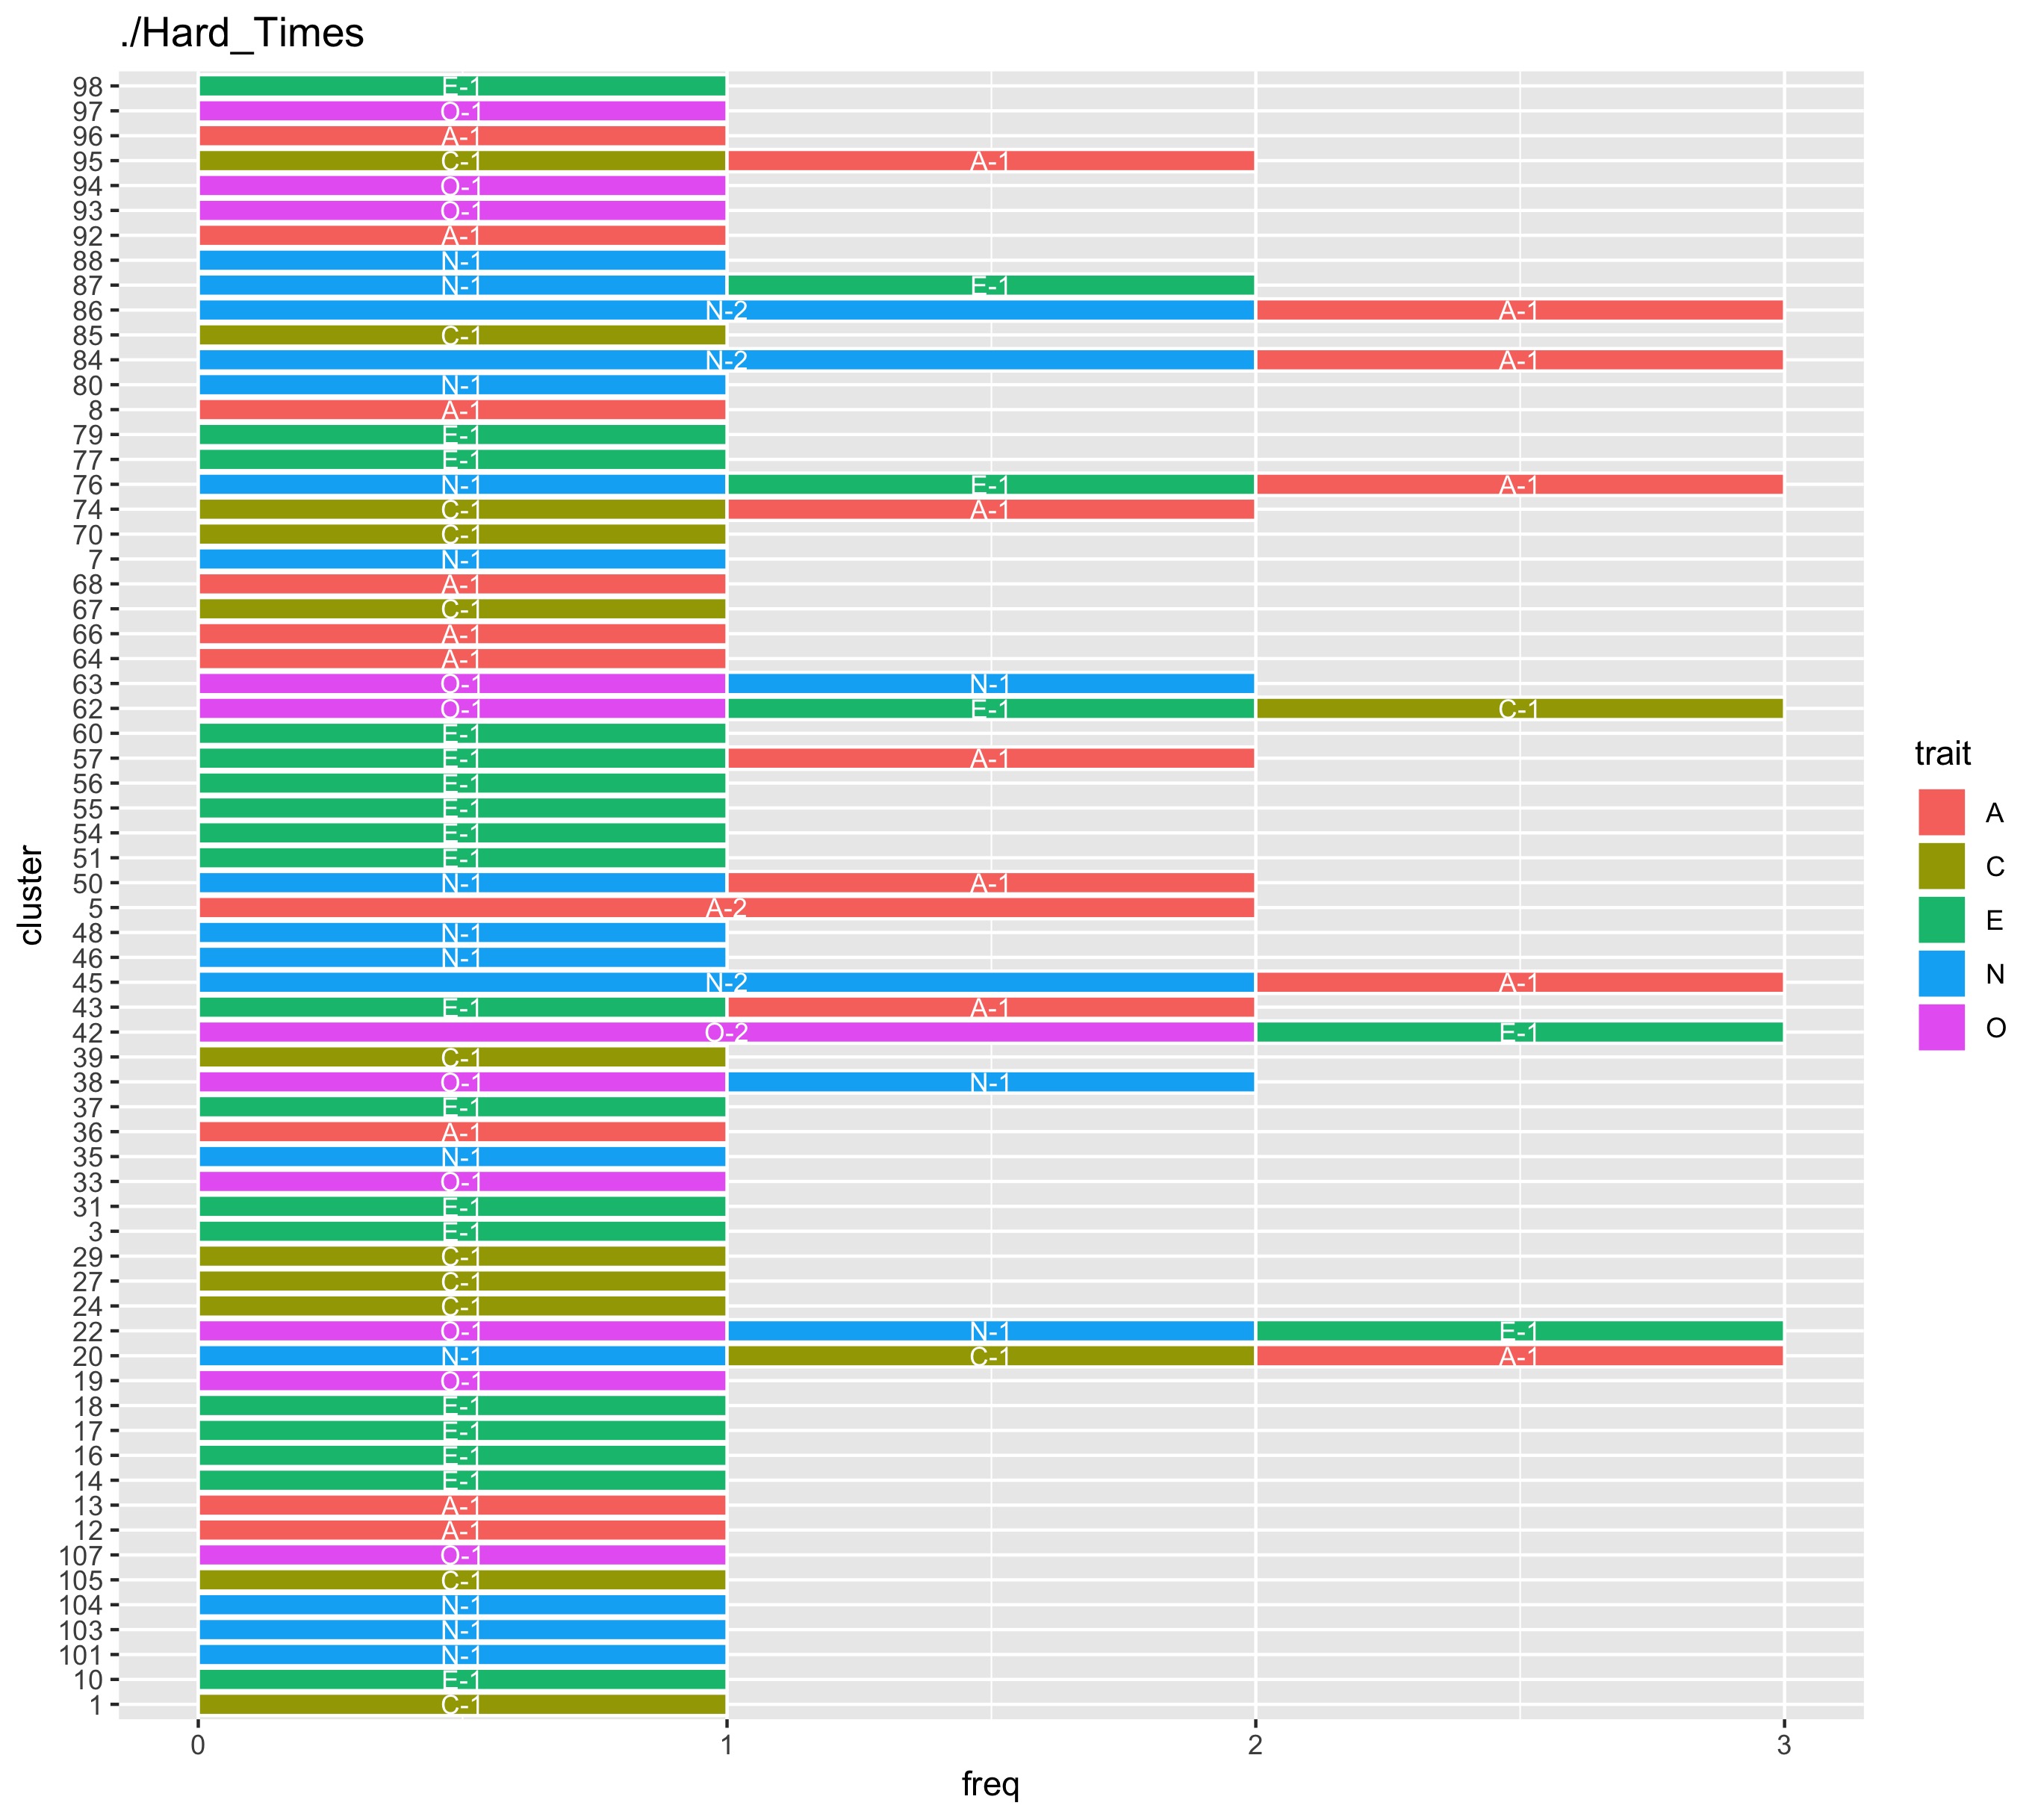 ./Hard_Times
98 E-1
97 O-1
96 A-1
95 C-1 A-1
94 O-1
93 O-1
92 A-1
88 N-1
87 N-1 E-1
86 N-2 A-1
85 C-1
84 N-2 A-1
80 N-1
8 A-1
79 E-1
77 E-1
76 N-1 E-1 A-1
74 C-1 A-1
70 C-1
7 N-1
68 A-1
67 C-1
66 A-1
64 A-1
63 O-1 N-1
62 O-1 E-1 C-1
60 E-1
57 E-1 A-1
56 E-1
55 E-1
54 E-1
51 E-1
50 N-1 A-1
5 A-2
48 N-1
46 N-1
45 N-2 A-1
43 E-1 A-1
42 O-2 E-1
39 C-1
38 O-1 N-1
37 E-1
36 A-1
35 N-1
33 O-1
31 E-1
3 E-1
29 C-1
27 C-1
24 C-1
22 O-1 N-1 E-1
20 N-1 C-1 A-1
19 O-1
18 E-1
17 E-1
16 E-1
14 E-1
13 A-1
12 A-1
107 O-1
105 C-1
104 N-1
103 N-1
101 N-1
10 E-1
1 C-1
0 1 2 3
freq
cluster
trait
A
C
E
N
O